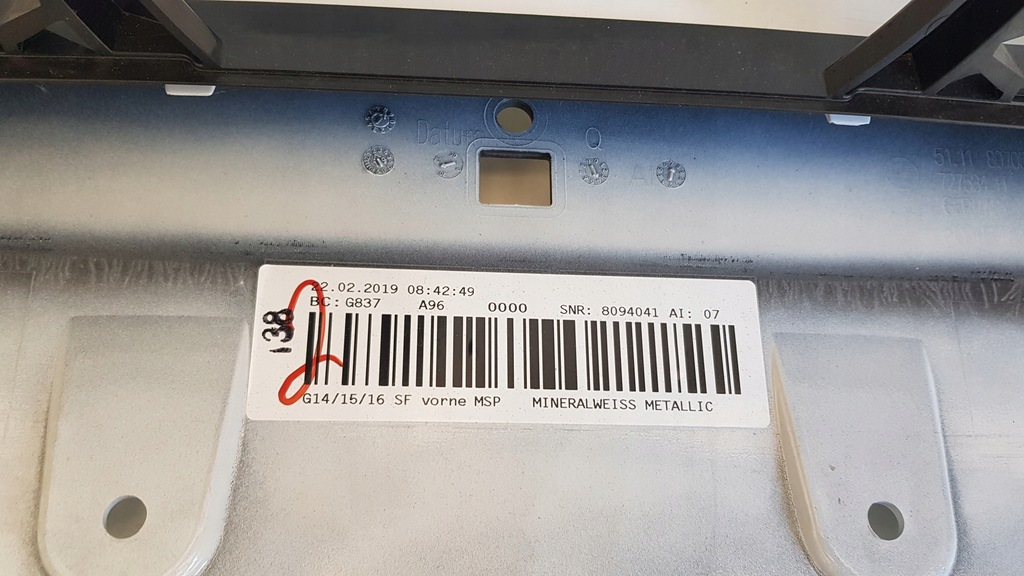 Datum
Q
22.02.2019 08:42:49
BC: G837 A96 0000 SNR: 8094041 AI: 07
38
G14/15/16 SF vorne MSP MINERALWEISS METALLIC